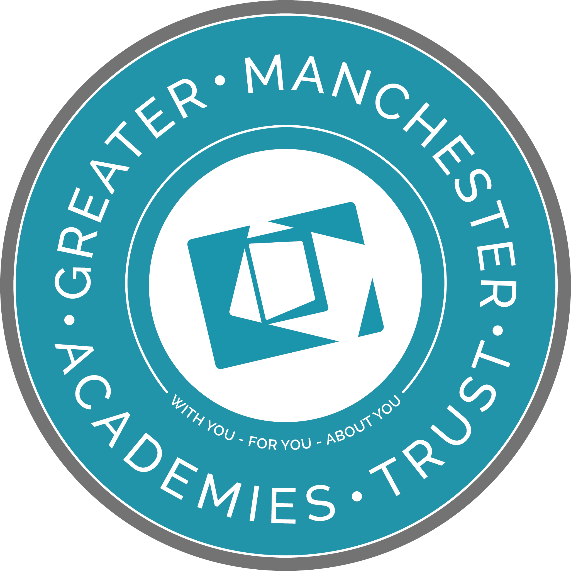 GREATER • MANCHESTER • ACADEMIES • TRUST •
WITH YOU - FOR YOU - ABOUT YOU